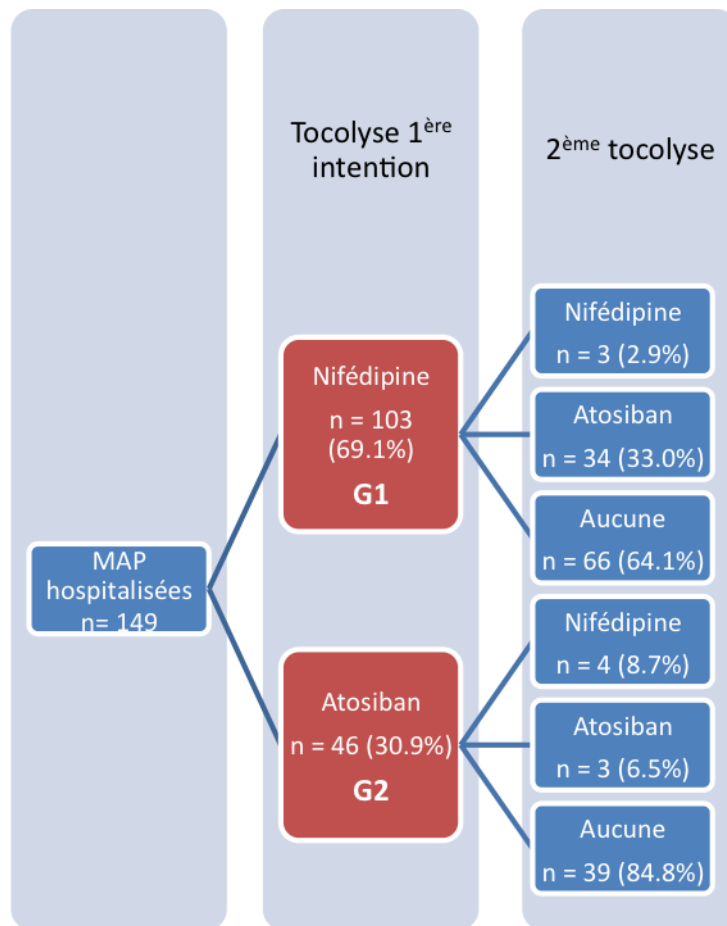 Tocolyse 1ère
intention
2ème tocolyse
MAP
hospitalisées
n= 149
Nifédipine
n = 103
(69.1%)
G1
Atosiban
n = 46 (30.9%)
G2
Nifédipine
n = 3 (2.9%)
Atosiban
n = 34 (33.0%)
Aucune
n = 66 (64.1%)
Nifédipine
n = 4 (8.7%)
Atosiban
n = 3 (6.5%)
Aucune
n = 39 (84.8%)